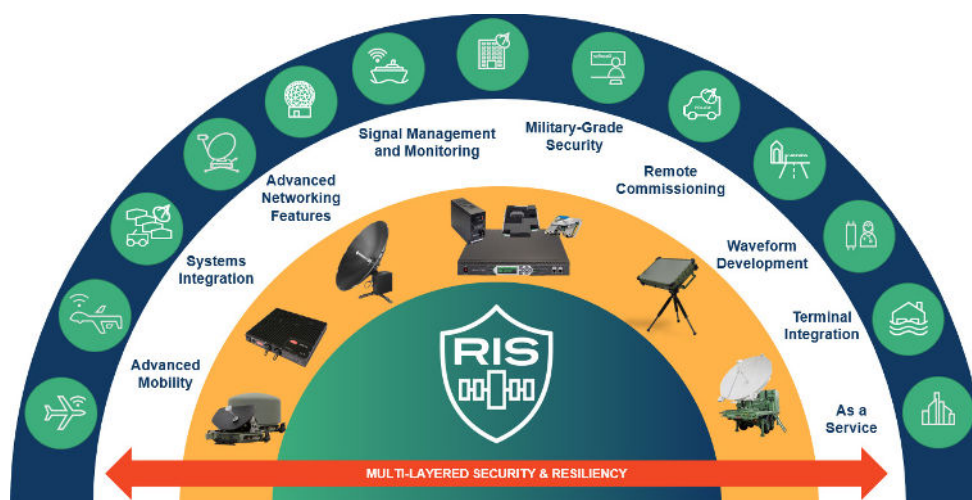 Signal Management
and Monitoring
Military-Grade
Security
Advanced
Networking
Features
Remote
Commissioning
Systems
Integration
Waveform
Development
Advanced
Mobility
Terminal
Integration
As a
Service
RIS
MULTI-LAYERED SECURITY & RESILIENCY